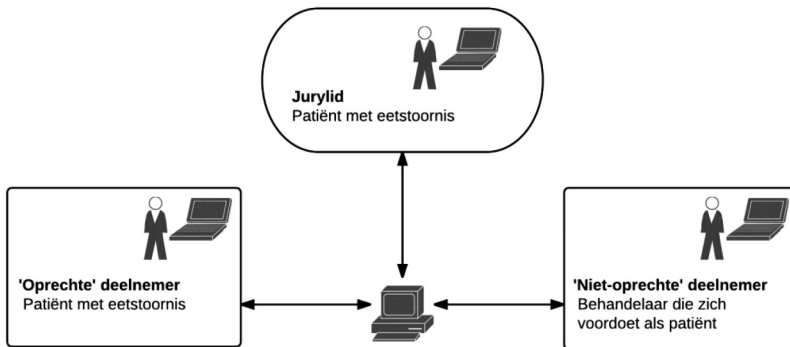 Jurylid
Patiënt met eetstoornis
'Oprechte' deelnemer
Patiënt met eetstoornis
'Niet-oprechte' deelnemer
Behandelaar die zich
voordoet als patiënt